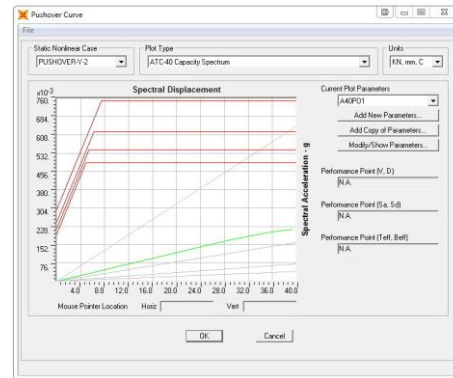 Pushover Curve
File
Static Nonlinear Case
PUSHOVER-Y-2
Plot Type
ATC-40 Capacity Spectrum
Units
KN, mm, C
Spectral Displacement
x10-3
760.
684.
608.
532.
456.
380.
304.
228.
152.
76.
4.0 8.0 12.0 16.0 20.0 24.0 28.0 32.0 36.0 40.0
Spectral Acceleration - g
Mouse Pointer Location Horiz Vert
Current Plot Parameters
A40PO1
Add New Parameters...
Add Copy of Parameters...
Modify/Show Parameters...
Performance Point (V, D)
N.A.
Performance Point (Sa, Sd)
N.A.
Performance Point (Teff, Beff)
N.A.
OK Cancel